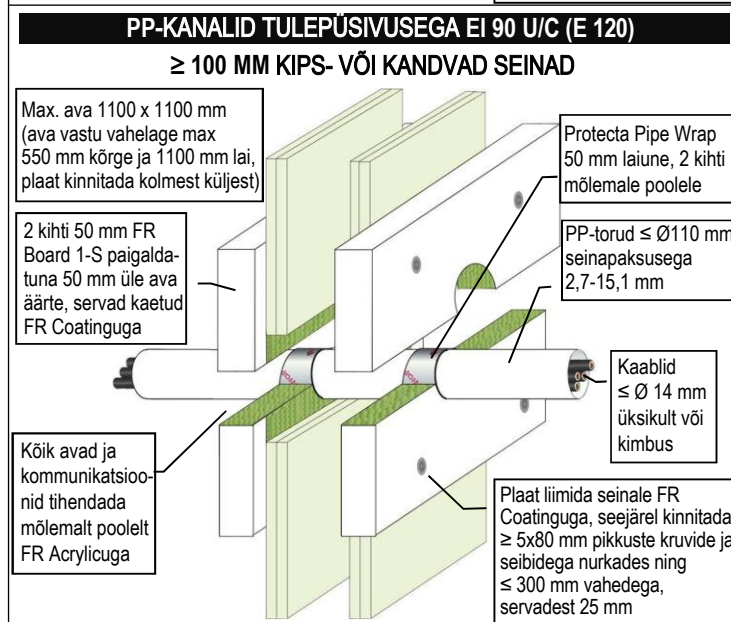 PP-KANALID TULEPÜSIVUSEGA EI 90 U/C (E 120)
≥ 100 MM KIPS- VÕI KANDVAD SEINAD
Max. ava 1100 x 1100 mm
(ava vastu vahelage max
550 mm kõrge ja 1100 mm lai,
plaat kinnitada kolmest küljest)
Protecta Pipe Wrap
50 mm laiune, 2 kihti
mõlemale poolele
2 kihti 50 mm FR
Board 1-S paigalda-
tuna 50 mm üle ava
äärte, servad kaetud
FR Coatinguga
PP-torud ≤ Ø110 mm
seinapaksusega
2,7-15,1 mm
Kaablid
≤ Ø 14 mm
üksikult või
kimbus
Kõik avad ja
kommunikatsioo-
nid tihendada
mõlemalt poolelt
FR Acrylicuga
Plaat liimida seinale FR
Coatinguga, seejärel kinnitada
≥ 5x80 mm pikkuste kruvide ja
seibidega nurkades ning
≤ 300 mm vahedega,
servadest 25 mm